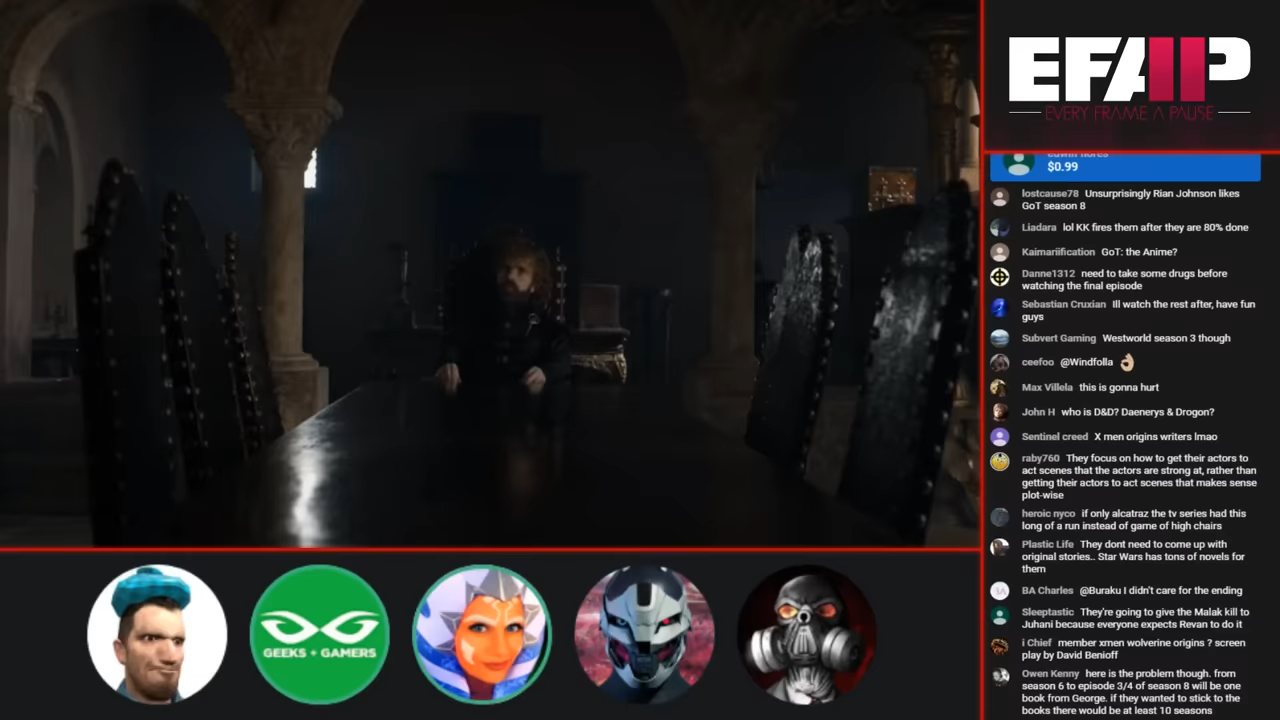 EFAP
EVERY FRAME A PAUSE
edwin flores
$0.99
lostcause78 Unsurprisingly Rian Johnson likes
GoT season 8
Liadara lol KK fires them after they are 80% done
Kaimariification GoT: the Anime?
Danne1312 need to take some drugs before
watching the final episode
Sebastian Cruxian Ill watch the rest after, have fun
guys
Subvert Gaming Westworld season 3 though
ceefoo @Windfolla 👌🏼
Max Villela this is gonna hurt
John H who is D&D? Daenerys & Drogon?
Sentinel creed X men origins writers lmao
raby760 They focus on how to get their actors to
act scenes that the actors are strong at, rather than
getting their actors to act scenes that makes sense
plot-wise
heroic nyco if only alcatraz the tv series had this
long of a run instead of game of high chairs
Plastic Life They dont need to come up with
original stories.. Star Wars has tons of novels for
them
BA Charles @Buraku I didn't care for the ending
Sleeptastic They're going to give the Malak kill to
Juhani because everyone expects Revan to do it
i Chief member xmen wolverine origins ? screen
play by David Benioff
Owen Kenny here is the problem though. from
season 6 to episode 3/4 of season 8 will be one
book from George. if they wanted to stick to the
books there would be at least 10 seasons
GEEKS + GAMERS